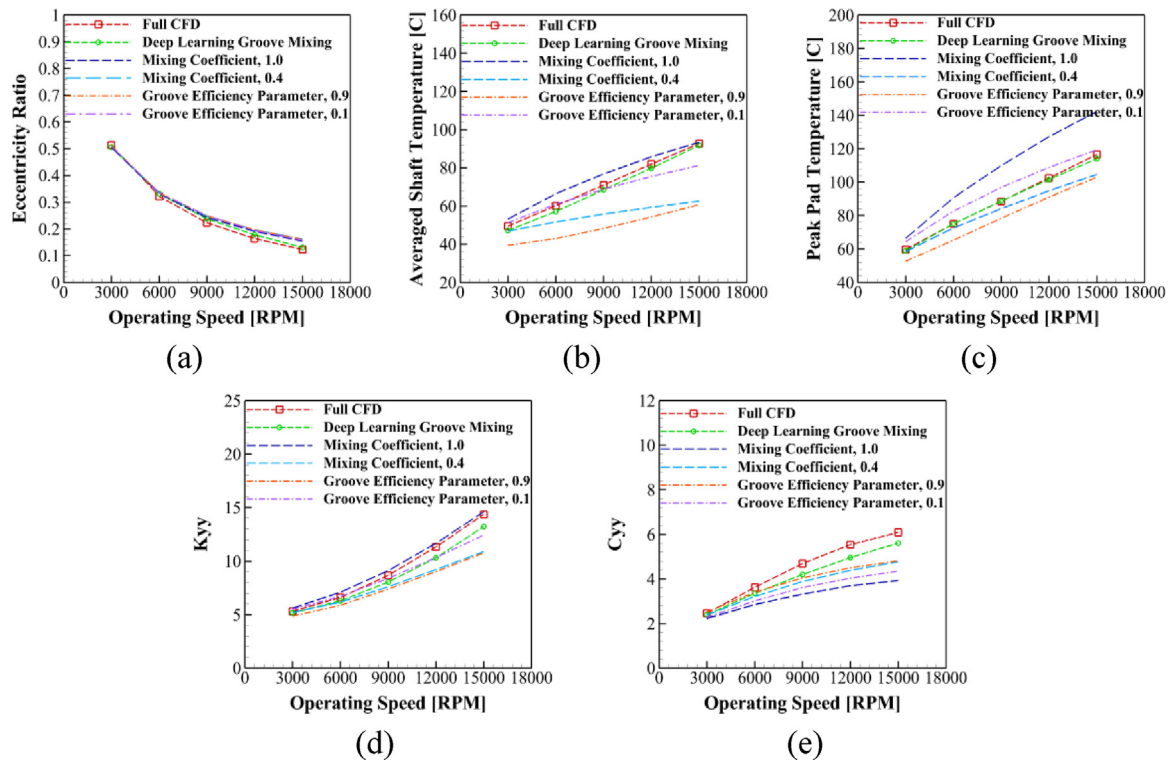 Full CFD
Deep Learning Groove Mixing
Mixing Coefficient, 1.0
Mixing Coefficient, 0.4
Groove Efficiency Parameter, 0.9
Groove Efficiency Parameter, 0.1
Eccentricity Ratio
1
0.9
0.8
0.7
0.6
0.5
0.4
0.3
0.2
0.1
0
0 3000 6000 9000 12000 15000 18000
Operating Speed [RPM]
(a)
Full CFD
Deep Learning Groove Mixing
Mixing Coefficient, 1.0
Mixing Coefficient, 0.4
Groove Efficiency Parameter, 0.9
Groove Efficiency Parameter, 0.1
Averaged Shaft Temperature [C]
160
140
120
100
80
60
40
20
0 3000 6000 9000 12000 15000 18000
Operating Speed [RPM]
(b)
Full CFD
Deep Learning Groove Mixing
Mixing Coefficient, 1.0
Mixing Coefficient, 0.4
Groove Efficiency Parameter, 0.9
Groove Efficiency Parameter, 0.1
Peak Pad Temperature [C]
200
180
160
140
120
100
80
60
40
0 3000 6000 9000 12000 15000 18000
Operating Speed [RPM]
(c)
Full CFD
Deep Learning Groove Mixing
Mixing Coefficient, 1.0
Mixing Coefficient, 0.4
Groove Efficiency Parameter, 0.9
Groove Efficiency Parameter, 0.1
Kyy
25
20
15
10
5
0
0 3000 6000 9000 12000 15000 18000
Operating Speed [RPM]
(d)
Full CFD
Deep Learning Groove Mixing
Mixing Coefficient, 1.0
Mixing Coefficient, 0.4
Groove Efficiency Parameter, 0.9
Groove Efficiency Parameter, 0.1
Cyy
12
10
8
6
4
2
0
0 3000 6000 9000 12000 15000 18000
Operating Speed [RPM]
(e)